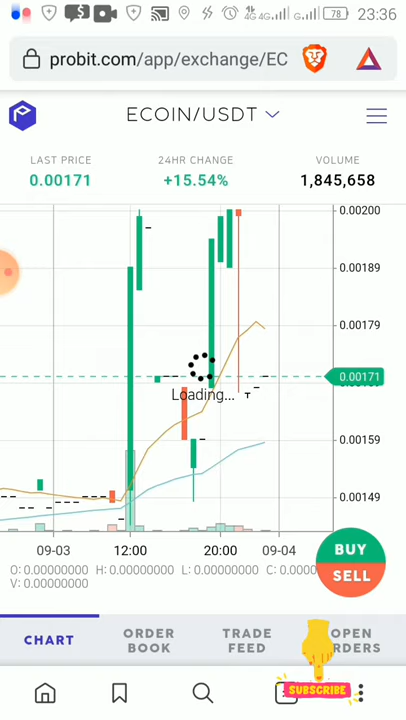 4G 4G 78 23:36
probit.com/app/exchange/EC
ECOIN/USDT
LAST PRICE 24HR CHANGE VOLUME
0.00171 +15.54% 1,845,658
0.00200
0.00189
0.00179
0.00171
Loading...
0.00159
0.00149
09-03 12:00 20:00 09-04
BUY
SELL
O: 0.00000000 H: 0.00000000 L: 0.00000000 C: 0.0000
V: 0.00000000
CHART ORDER BOOK TRADE FEED OPEN RDERS
SUBSCRIBE